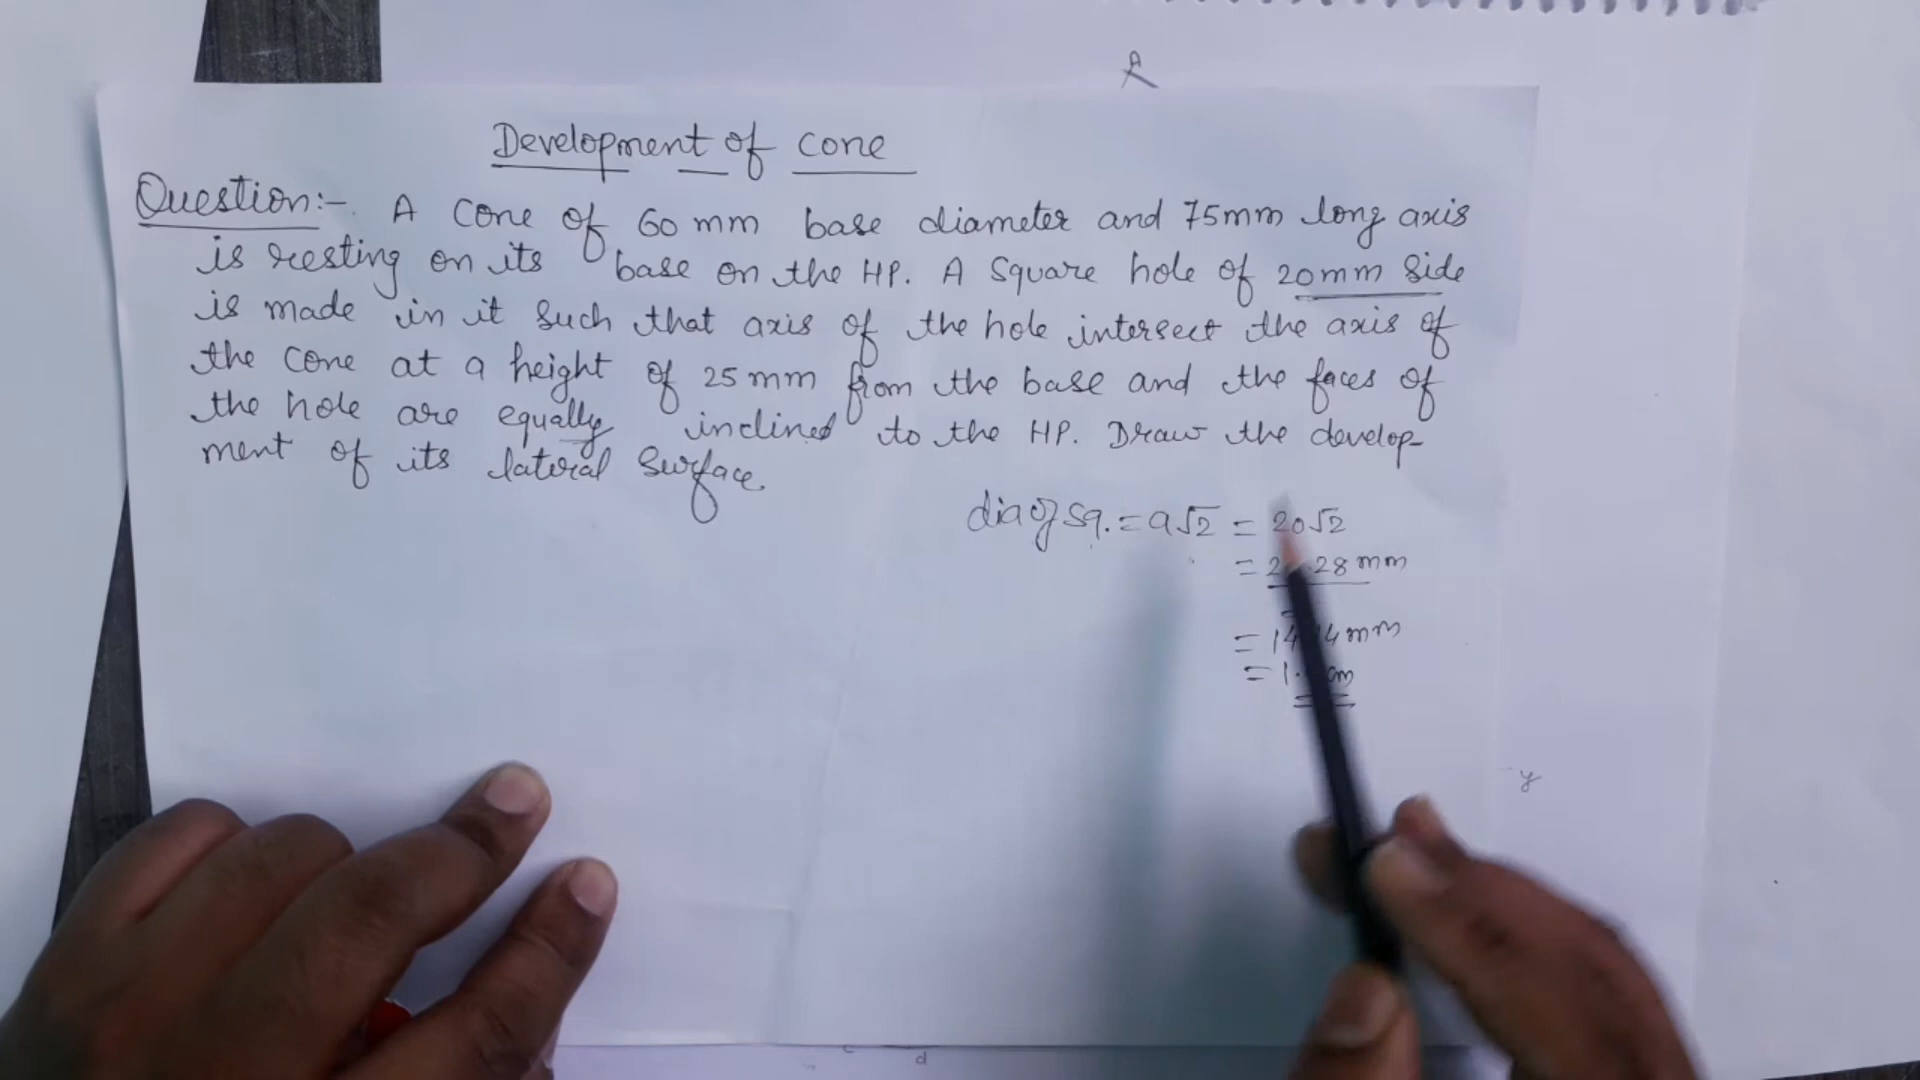 A
Development of cone
Question:- A cone of 60 mm base diameter and 75mm long axis
is resting on its base on the HP. A Square hole of 20mm side
is made in it Such that axis of the hole intersect the axis of
the cone at a height of 25 mm from the base and the faces of
the hole are equally inclined to the HP. Draw the develop-
ment of its lateral Surface.
dia of sq. = a√2 = 20√2
= 28 mm
= mm
= cm
y
c d